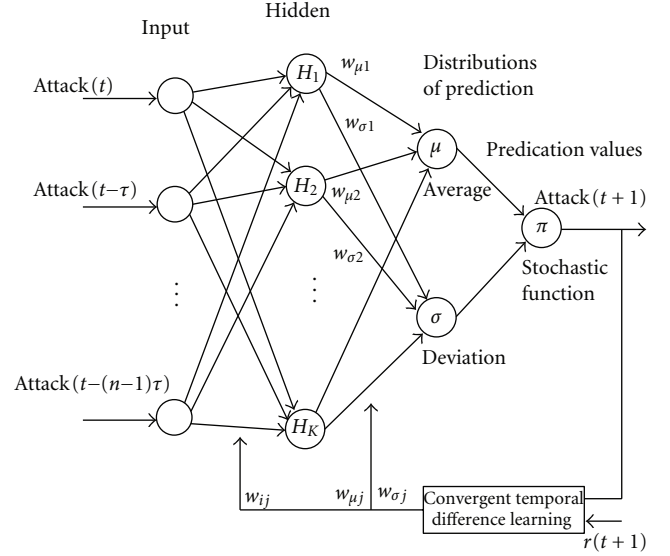 Hidden
Input
Distributions
of prediction
Attack(t)
H1
wμ1
wσ1
μ
Predication values
Attack(t−τ)
H2
wμ2
Average
Attack(t+1)
π
wσ2
Stochastic
function
⋮
⋮
σ
Deviation
Attack(t−(n−1)τ)
HK
wij
wμj
wσj
Convergent temporal
difference learning
r(t+1)